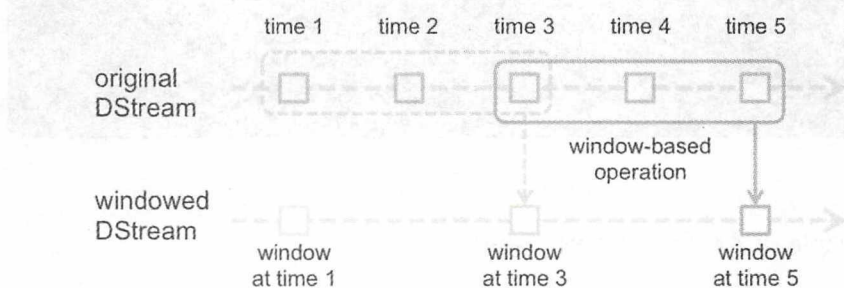 time 1 time 2 time 3 time 4 time 5
original
DStream
window-based
operation
windowed
DStream
window window window
at time 1 at time 3 at time 5